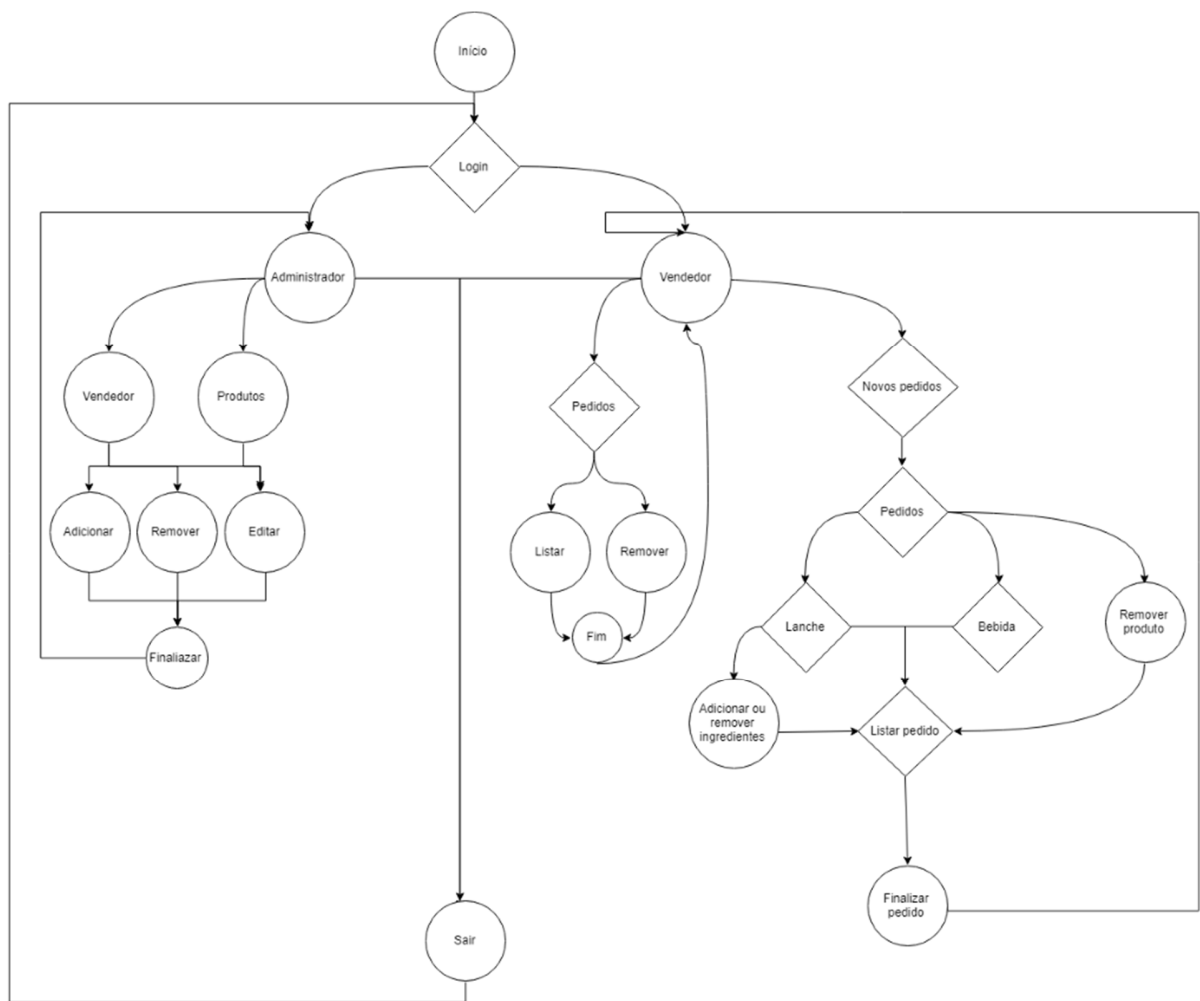 Início
Login
Administrador
Vendedor
Vendedor
Produtos
Pedidos
Novos pedidos
Adicionar
Remover
Editar
Listar
Remover
Pedidos
Finaliazar
Fim
Lanche
Bebida
Remover
produto
Adicionar ou
remover
ingredientes
Listar pedido
Finalizar
pedido
Sair